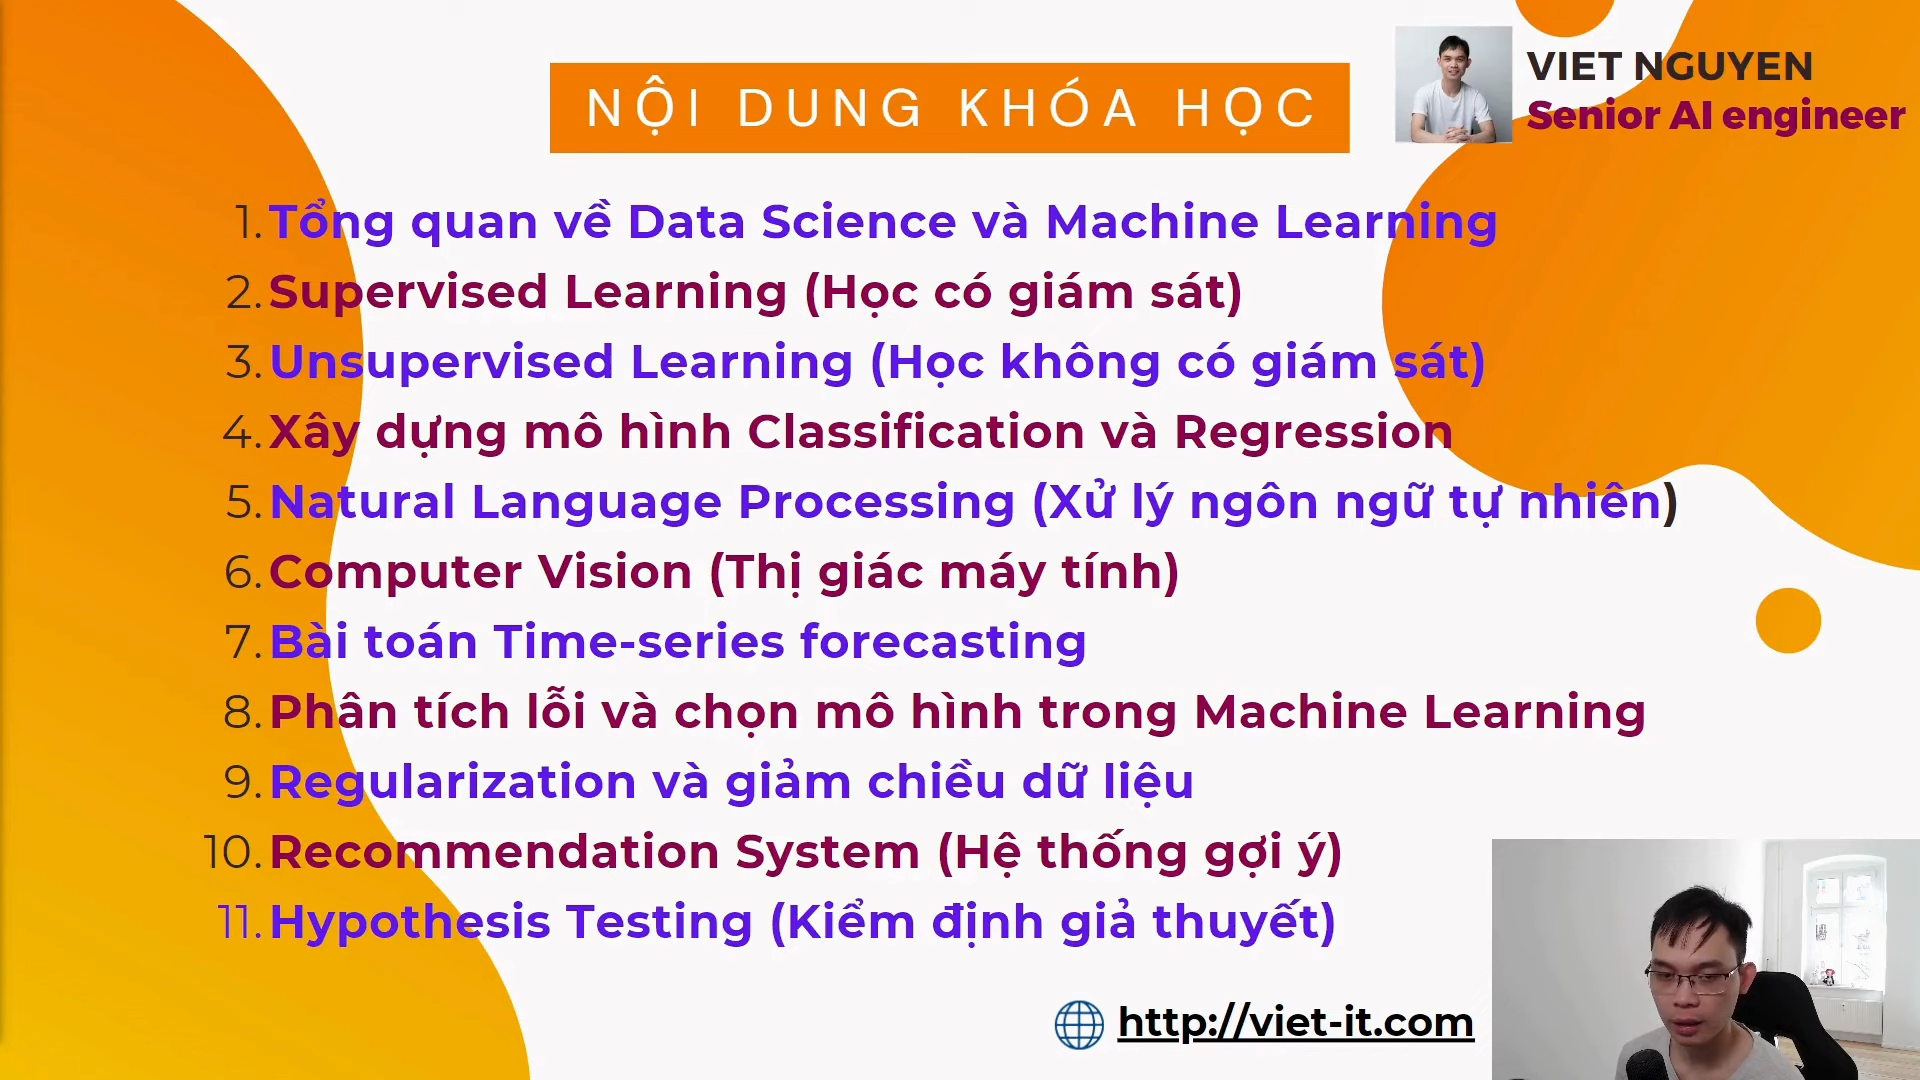 NỘI DUNG KHÓA HỌC
VIET NGUYEN
Senior AI engineer
1. Tổng quan về Data Science và Machine Learning
2. Supervised Learning (Học có giám sát)
3. Unsupervised Learning (Học không có giám sát)
4. Xây dựng mô hình Classification và Regression
5. Natural Language Processing (Xử lý ngôn ngữ tự nhiên)
6. Computer Vision (Thị giác máy tính)
7. Bài toán Time-series forecasting
8. Phân tích lỗi và chọn mô hình trong Machine Learning
9. Regularization và giảm chiều dữ liệu
10. Recommendation System (Hệ thống gợi ý)
11. Hypothesis Testing (Kiểm định giả thuyết)
http://viet-it.com